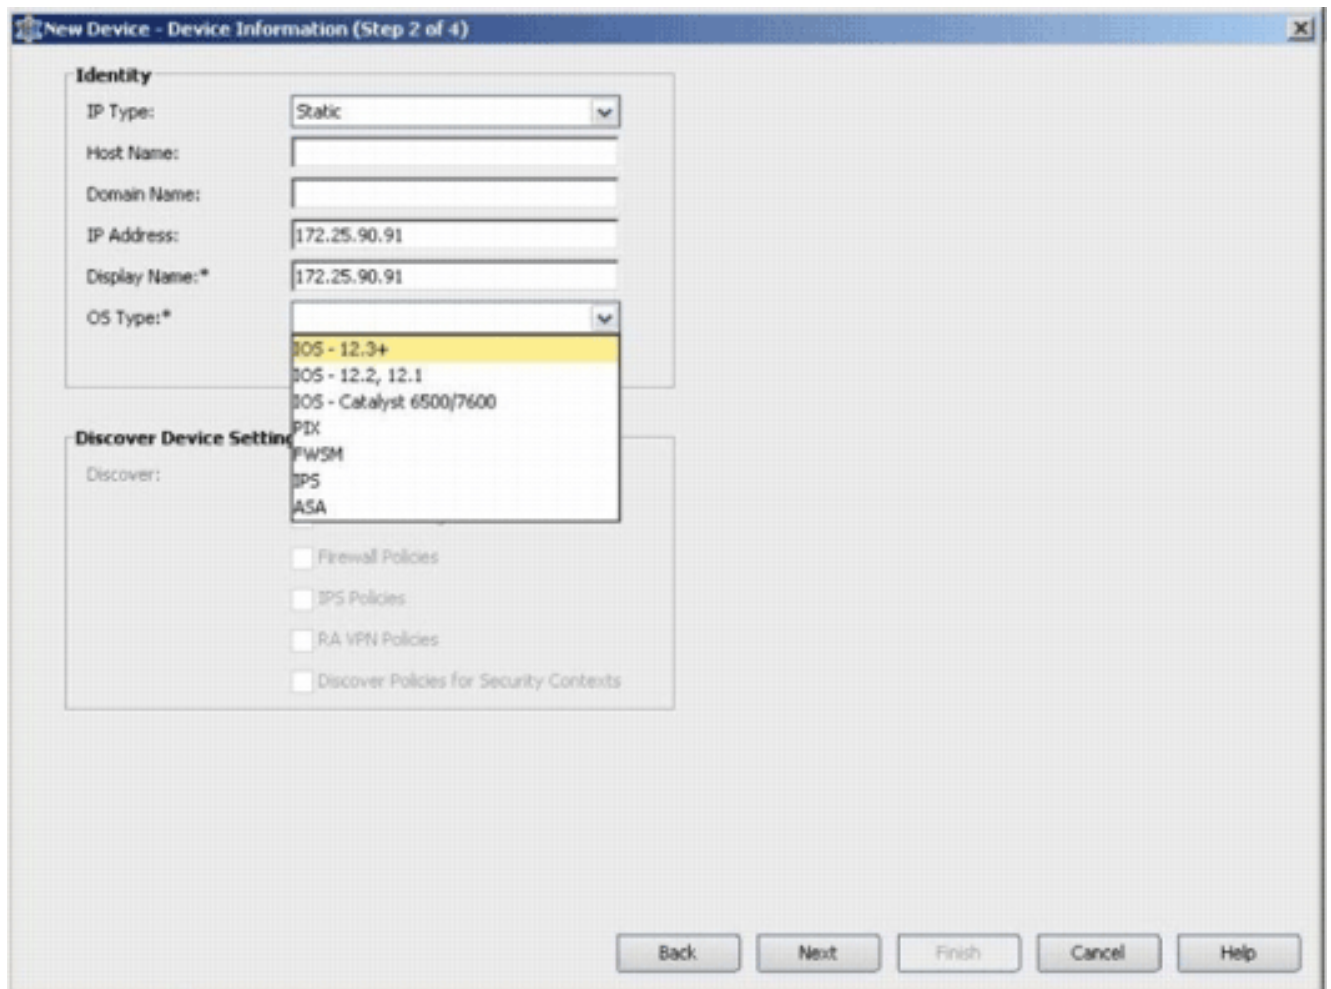 New Device - Device Information (Step 2 of 4)
Identity
IP Type: Static
Host Name:
Domain Name:
IP Address: 172.25.90.91
Display Name:* 172.25.90.91
OS Type:*
IOS - 12.3+
IOS - 12.2, 12.1
IOS - Catalyst 6500/7600
PIX
FWSM
IPS
ASA
Discover Device Setting
Discover:
Firewall Policies
IPS Policies
RA VPN Policies
Discover Policies for Security Contexts
Back Next Finish Cancel Help